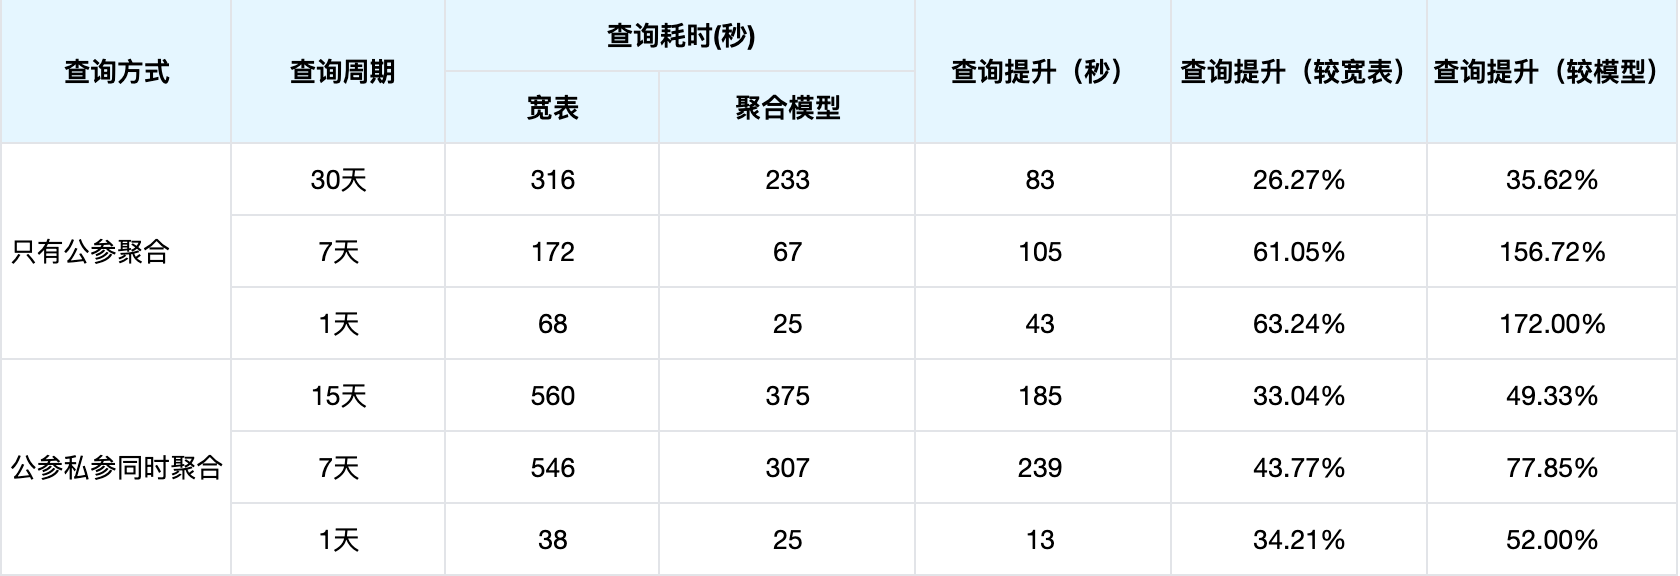 查询方式 查询周期 查询耗时(秒) 查询提升（秒） 查询提升（较宽表） 查询提升（较模型）
宽表 聚合模型
只有公参聚合 30天 316 233 83 26.27% 35.62%
7天 172 67 105 61.05% 156.72%
1天 68 25 43 63.24% 172.00%
公参私参同时聚合 15天 560 375 185 33.04% 49.33%
7天 546 307 239 43.77% 77.85%
1天 38 25 13 34.21% 52.00%